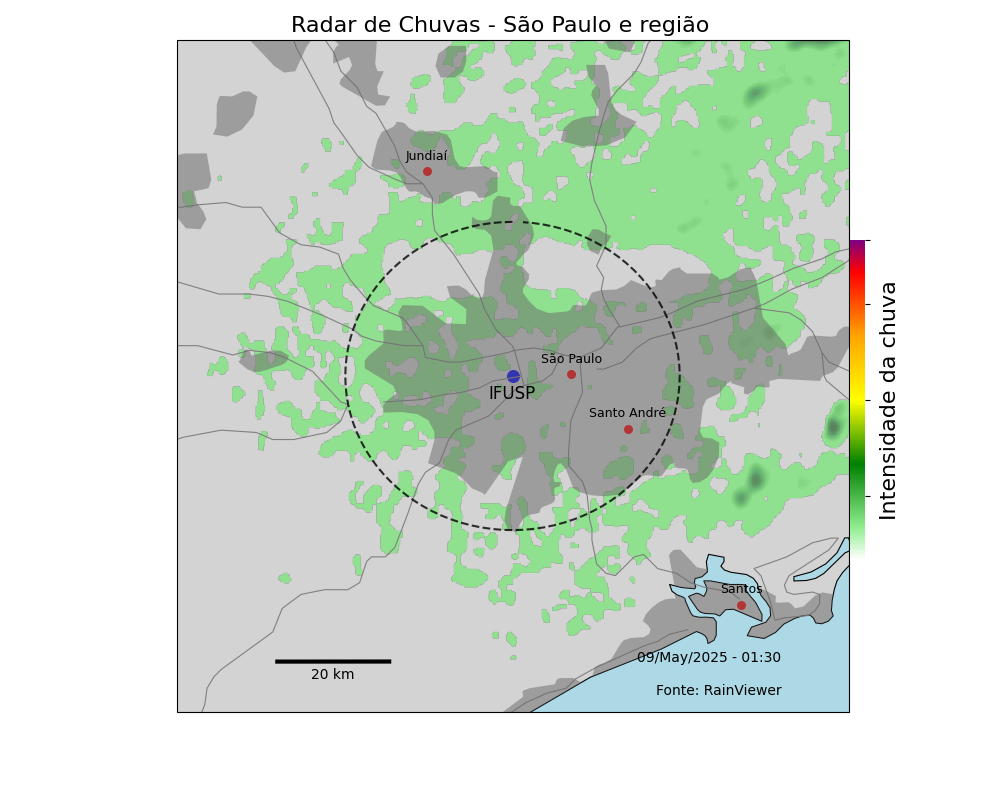 Radar de Chuvas - São Paulo e região
Jundiaí
São Paulo
IFUSP
Santo André
Santos
20 km
09/May/2025 - 01:30
Fonte: RainViewer
Intensidade da chuva